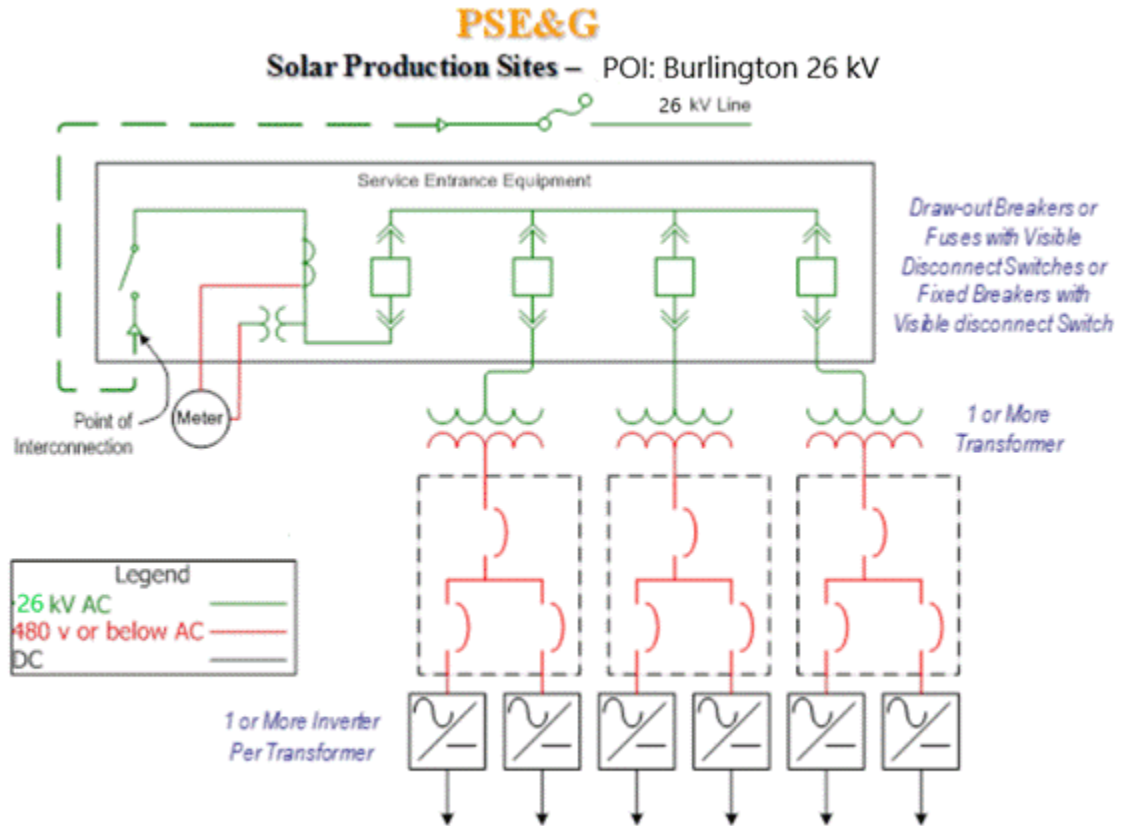 PSE&G
Solar Production Sites – POI: Burlington 26 kV
26 kV Line
Service Entrance Equipment
Draw-out Breakers or
Fuses with Visible
Disconnect Switches or
Fixed Breakers with
Visible disconnect Switch
Point of
Interconnection
Meter
1 or More
Transformer
Legend
26 kV AC
480 v or below AC
DC
1 or More Inverter
Per Transformer